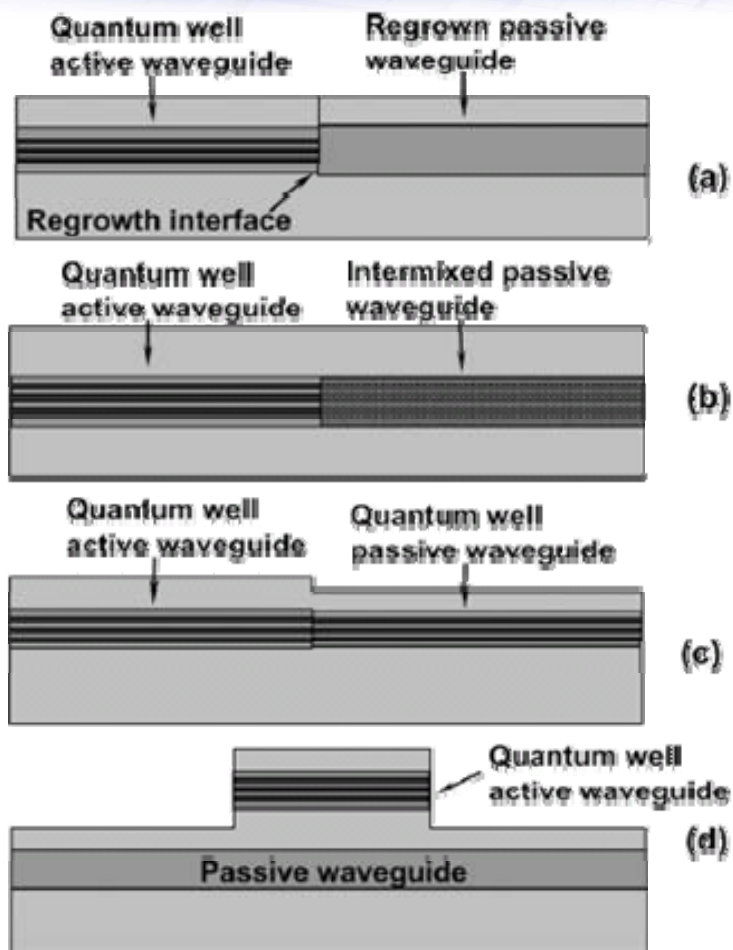 Quantum well
active waveguide
Regrown passive
waveguide
(a)
Regrowth interface
Quantum well
active waveguide
Intermixed passive
waveguide
(b)
Quantum well
active waveguide
Quantum well
passive waveguide
(c)
Quantum well
active waveguide
(d)
Passive waveguide